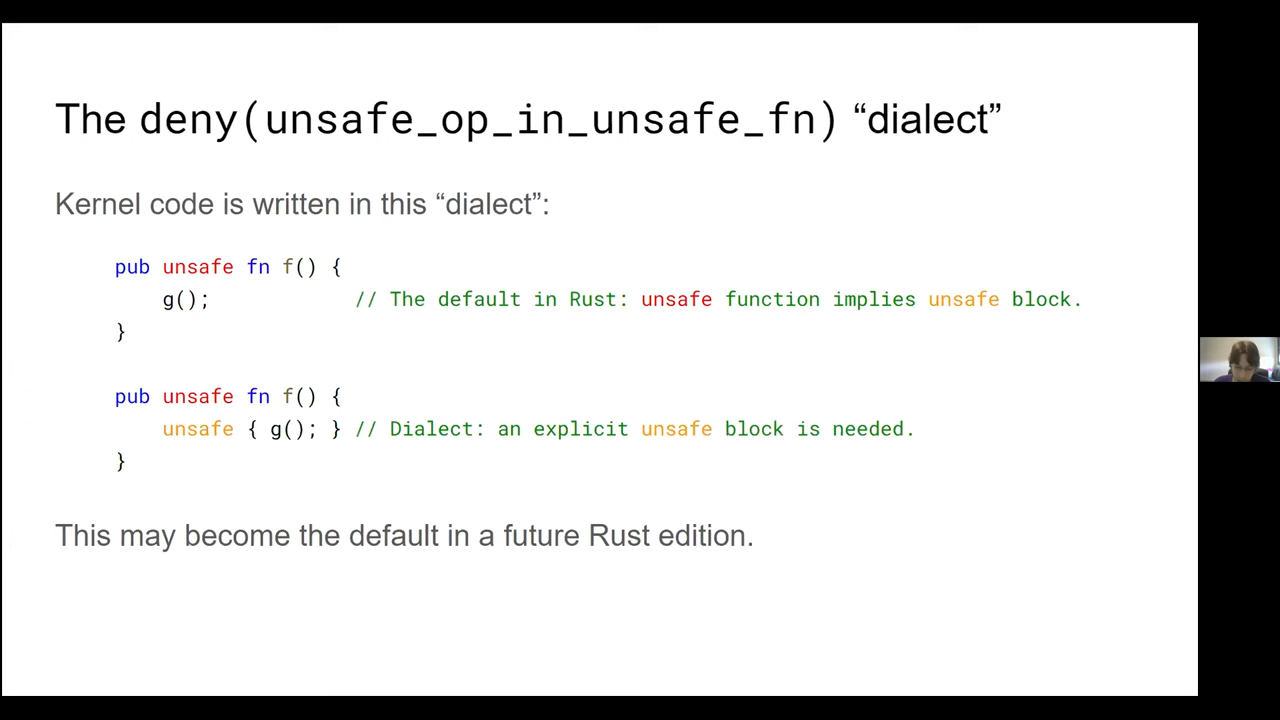 The deny(unsafe_op_in_unsafe_fn) “dialect”
Kernel code is written in this “dialect”:
pub unsafe fn f() {
g(); // The default in Rust: unsafe function implies unsafe block.
}
pub unsafe fn f() {
unsafe { g(); } // Dialect: an explicit unsafe block is needed.
}
This may become the default in a future Rust edition.